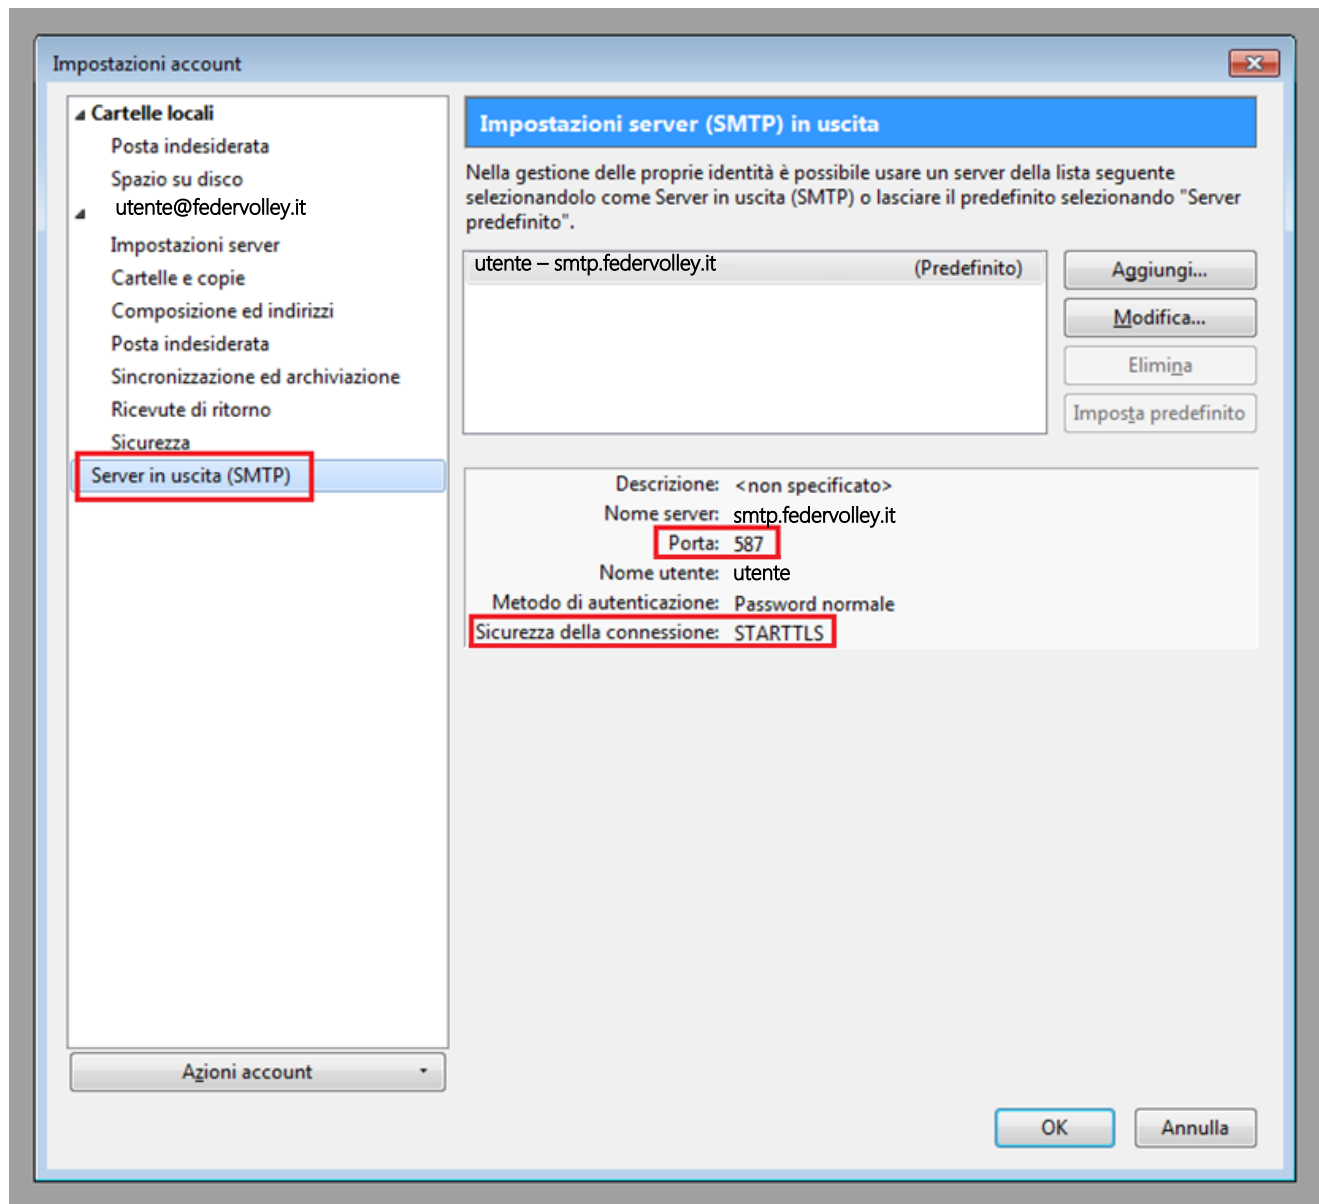 Impostazioni account
Cartelle locali
Posta indesiderata
Spazio su disco
utente@federvolley.it
Impostazioni server
Cartelle e copie
Composizione ed indirizzi
Posta indesiderata
Sincronizzazione ed archiviazione
Ricevute di ritorno
Sicurezza
Server in uscita (SMTP)
Azioni account
Impostazioni server (SMTP) in uscita
Nella gestione delle proprie identità è possibile usare un server della lista seguente
selezionandolo come Server in uscita (SMTP) o lasciare il predefinito selezionando "Server
predefinito".
utente – smtp.federvolley.it (Predefinito)
Aggiungi...
Modifica...
Elimina
Imposta predefinito
Descrizione: <non specificato>
Nome server: smtp.federvolley.it
Porta: 587
Nome utente: utente
Metodo di autenticazione: Password normale
Sicurezza della connessione: STARTTLS
OK
Annulla